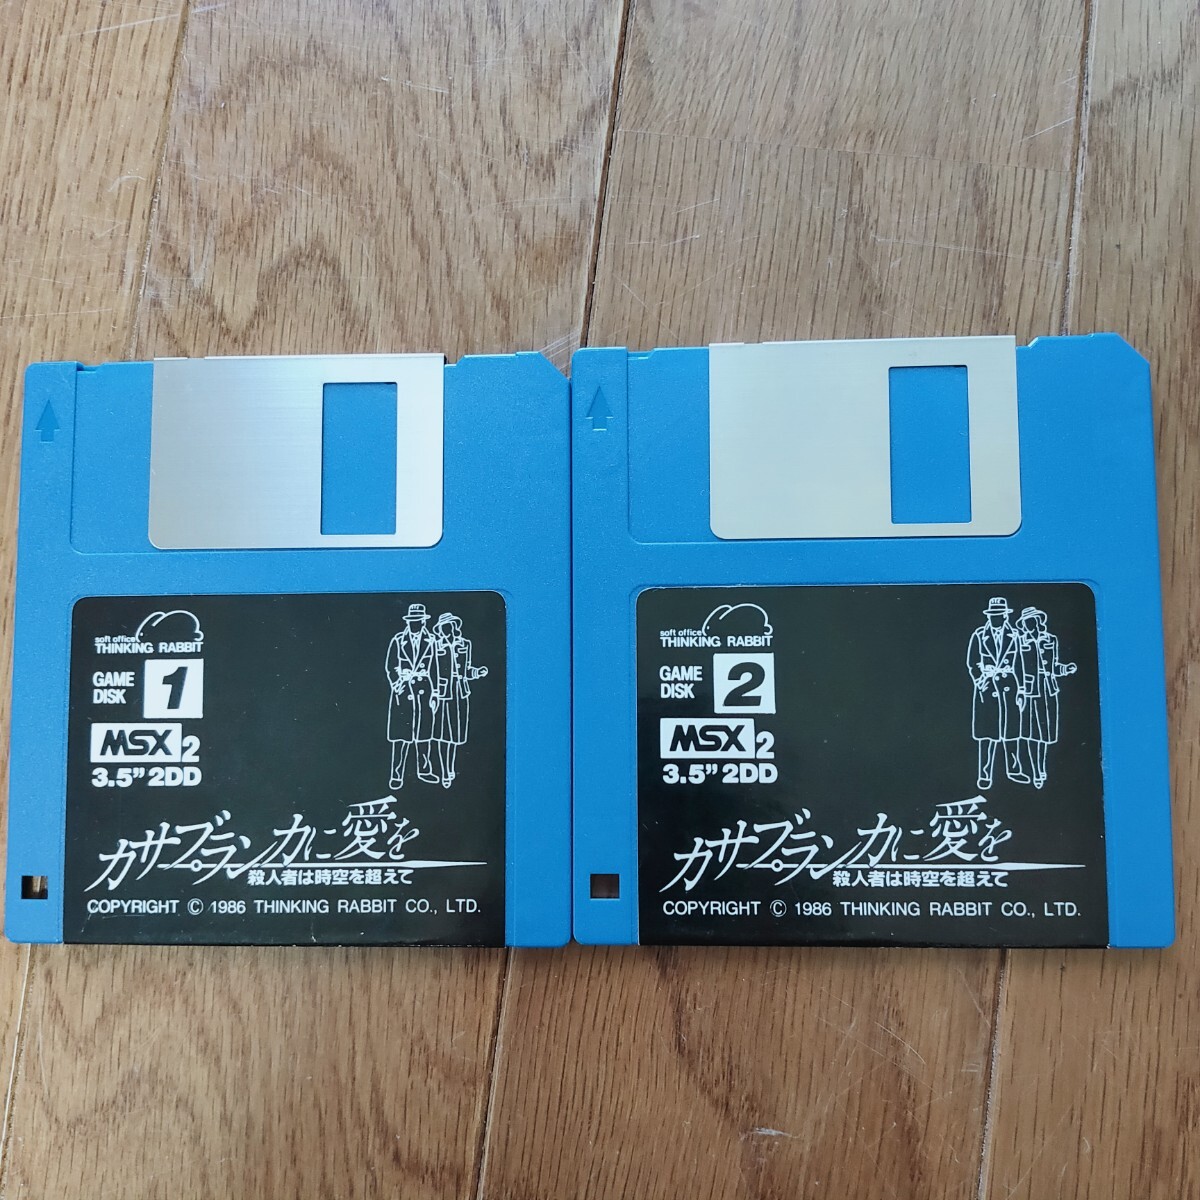 soft office
THINKING RABBIT
GAME
DISK
1
MSX2
3.5” 2DD
カサブランカに愛を
殺人者は時空を超えて
COPYRIGHT © 1986 THINKING RABBIT CO., LTD.
soft office
THINKING RABBIT
GAME
DISK
2
MSX2
3.5” 2DD
カサブランカに愛を
殺人者は時空を超えて
COPYRIGHT © 1986 THINKING RABBIT CO., LTD.